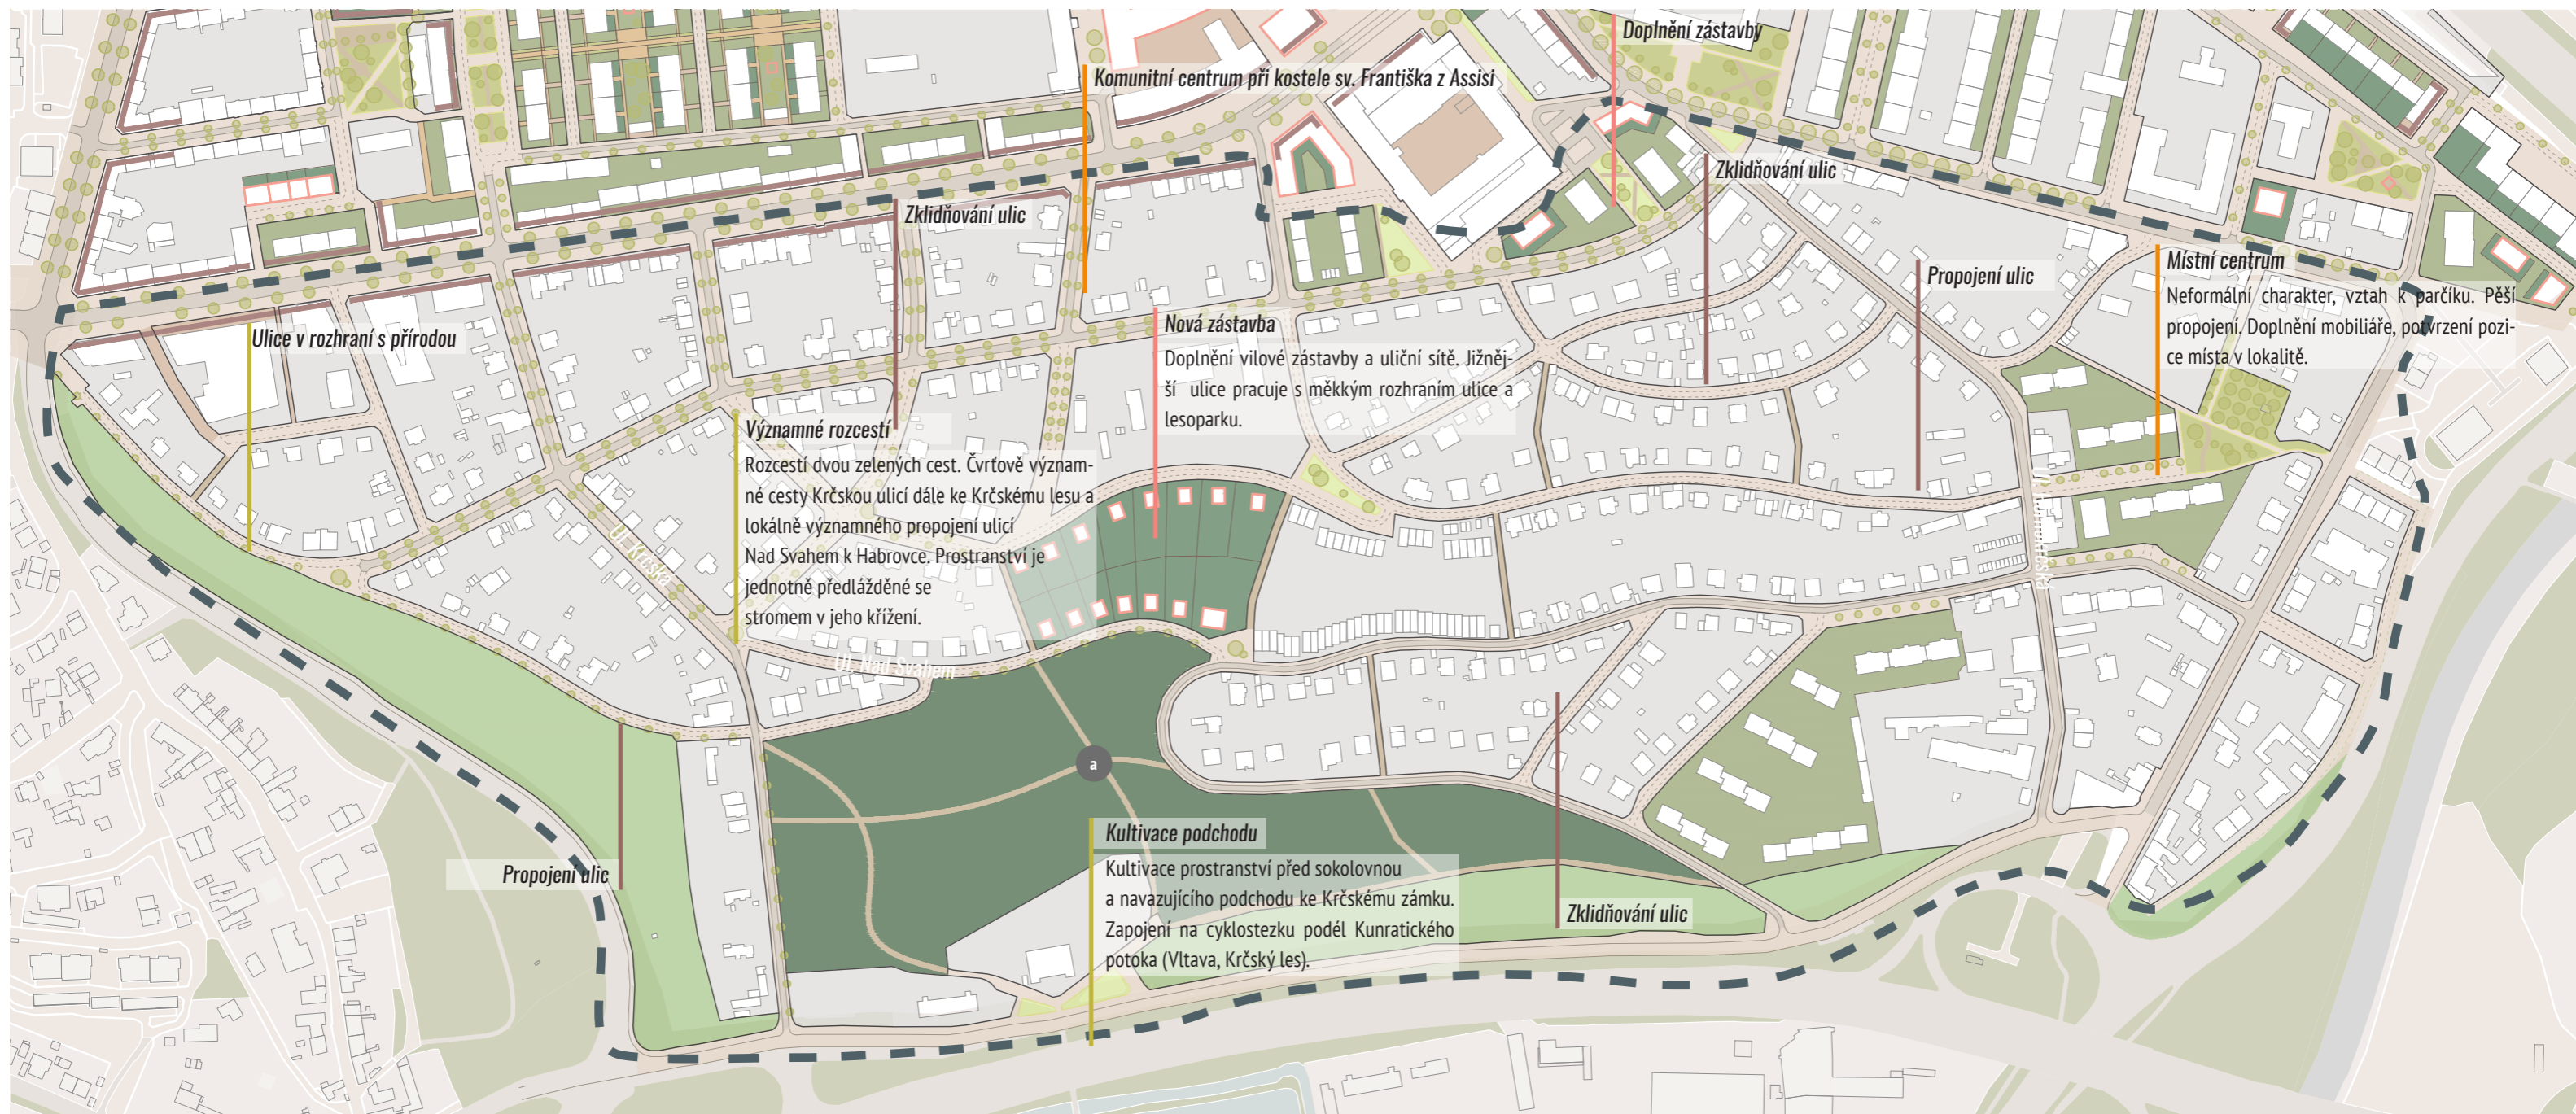 Doplnění zástavby
Komunitní centrum při kostele sv. Františka z Assisi
Zklidňování ulic
Zklidňování ulic
Místní centrum
Neformální charakter, vztah k parčíku. Pěší
propojení. Doplnění mobiliáře, potvrzení pozi-
ce místa v lokalitě.
Propojení ulic
Ulice v rozhraní s přírodou
Nová zástavba
Doplnění vilové zástavby a uliční sítě. Jižněj-
ší ulice pracuje s měkkým rozhraním ulice a
lesoparku.
Významné rozcestí
Rozcestí dvou zelených cest. Čvrťově význam-
né cesty Krčskou ulicí dále ke Krčskému lesu a
lokálně významného propojení ulicí
Nad Svahem k Habrovce. Prostranství je
jednotně předlážděné se
stromem v jeho křížení.
Ul. Krčská
Ul. Nad Svahem
a
Kultivace podchodu
Kultivace prostranství před sokolovnou
a navazujícího podchodu ke Krčskému zámku.
Zapojení na cyklostezku podél Kunratického
potoka (Vltava, Krčský les).
Propojení ulic
Zklidňování ulic